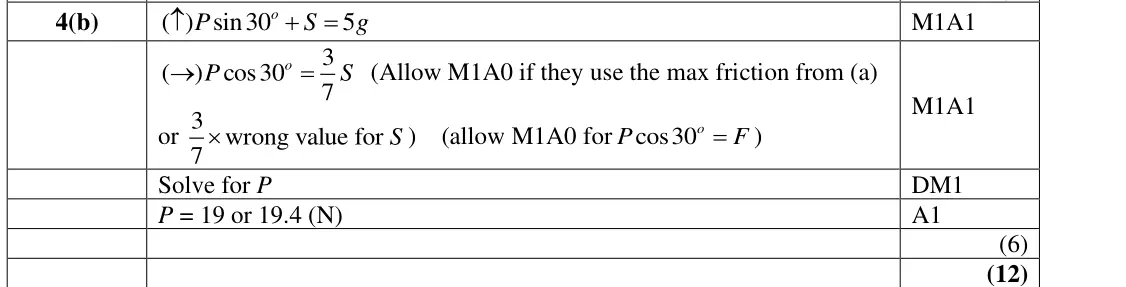 4(b) (↑)P sin 30° + S = 5g M1A1
(→)P cos 30° = 3/7 S (Allow M1A0 if they use the max friction from (a)
or 3/7 × wrong value for S ) (allow M1A0 for P cos 30° = F ) M1A1
Solve for P DM1
P = 19 or 19.4 (N) A1
(6)
(12)